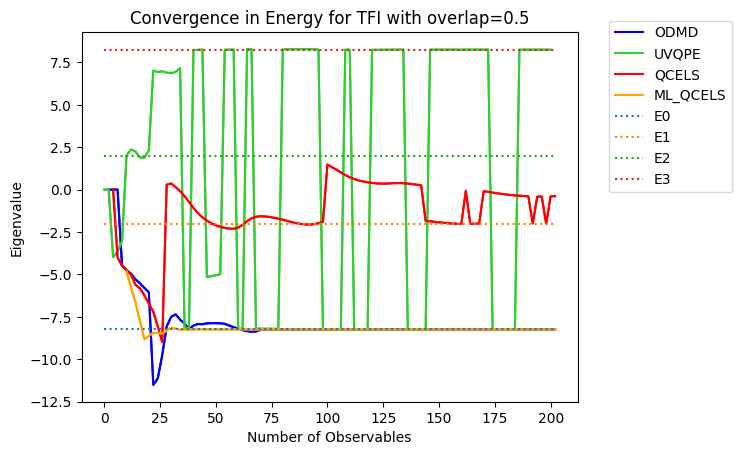 Convergence in Energy for TFI with overlap=0.5
7.5
5.0
2.5
0.0
−2.5
−5.0
−7.5
−10.0
−12.5
Eigenvalue
0
25
50
75
100
125
150
175
200
Number of Observables
ODMD
UVQPE
QCELS
ML_QCELS
E0
E1
E2
E3